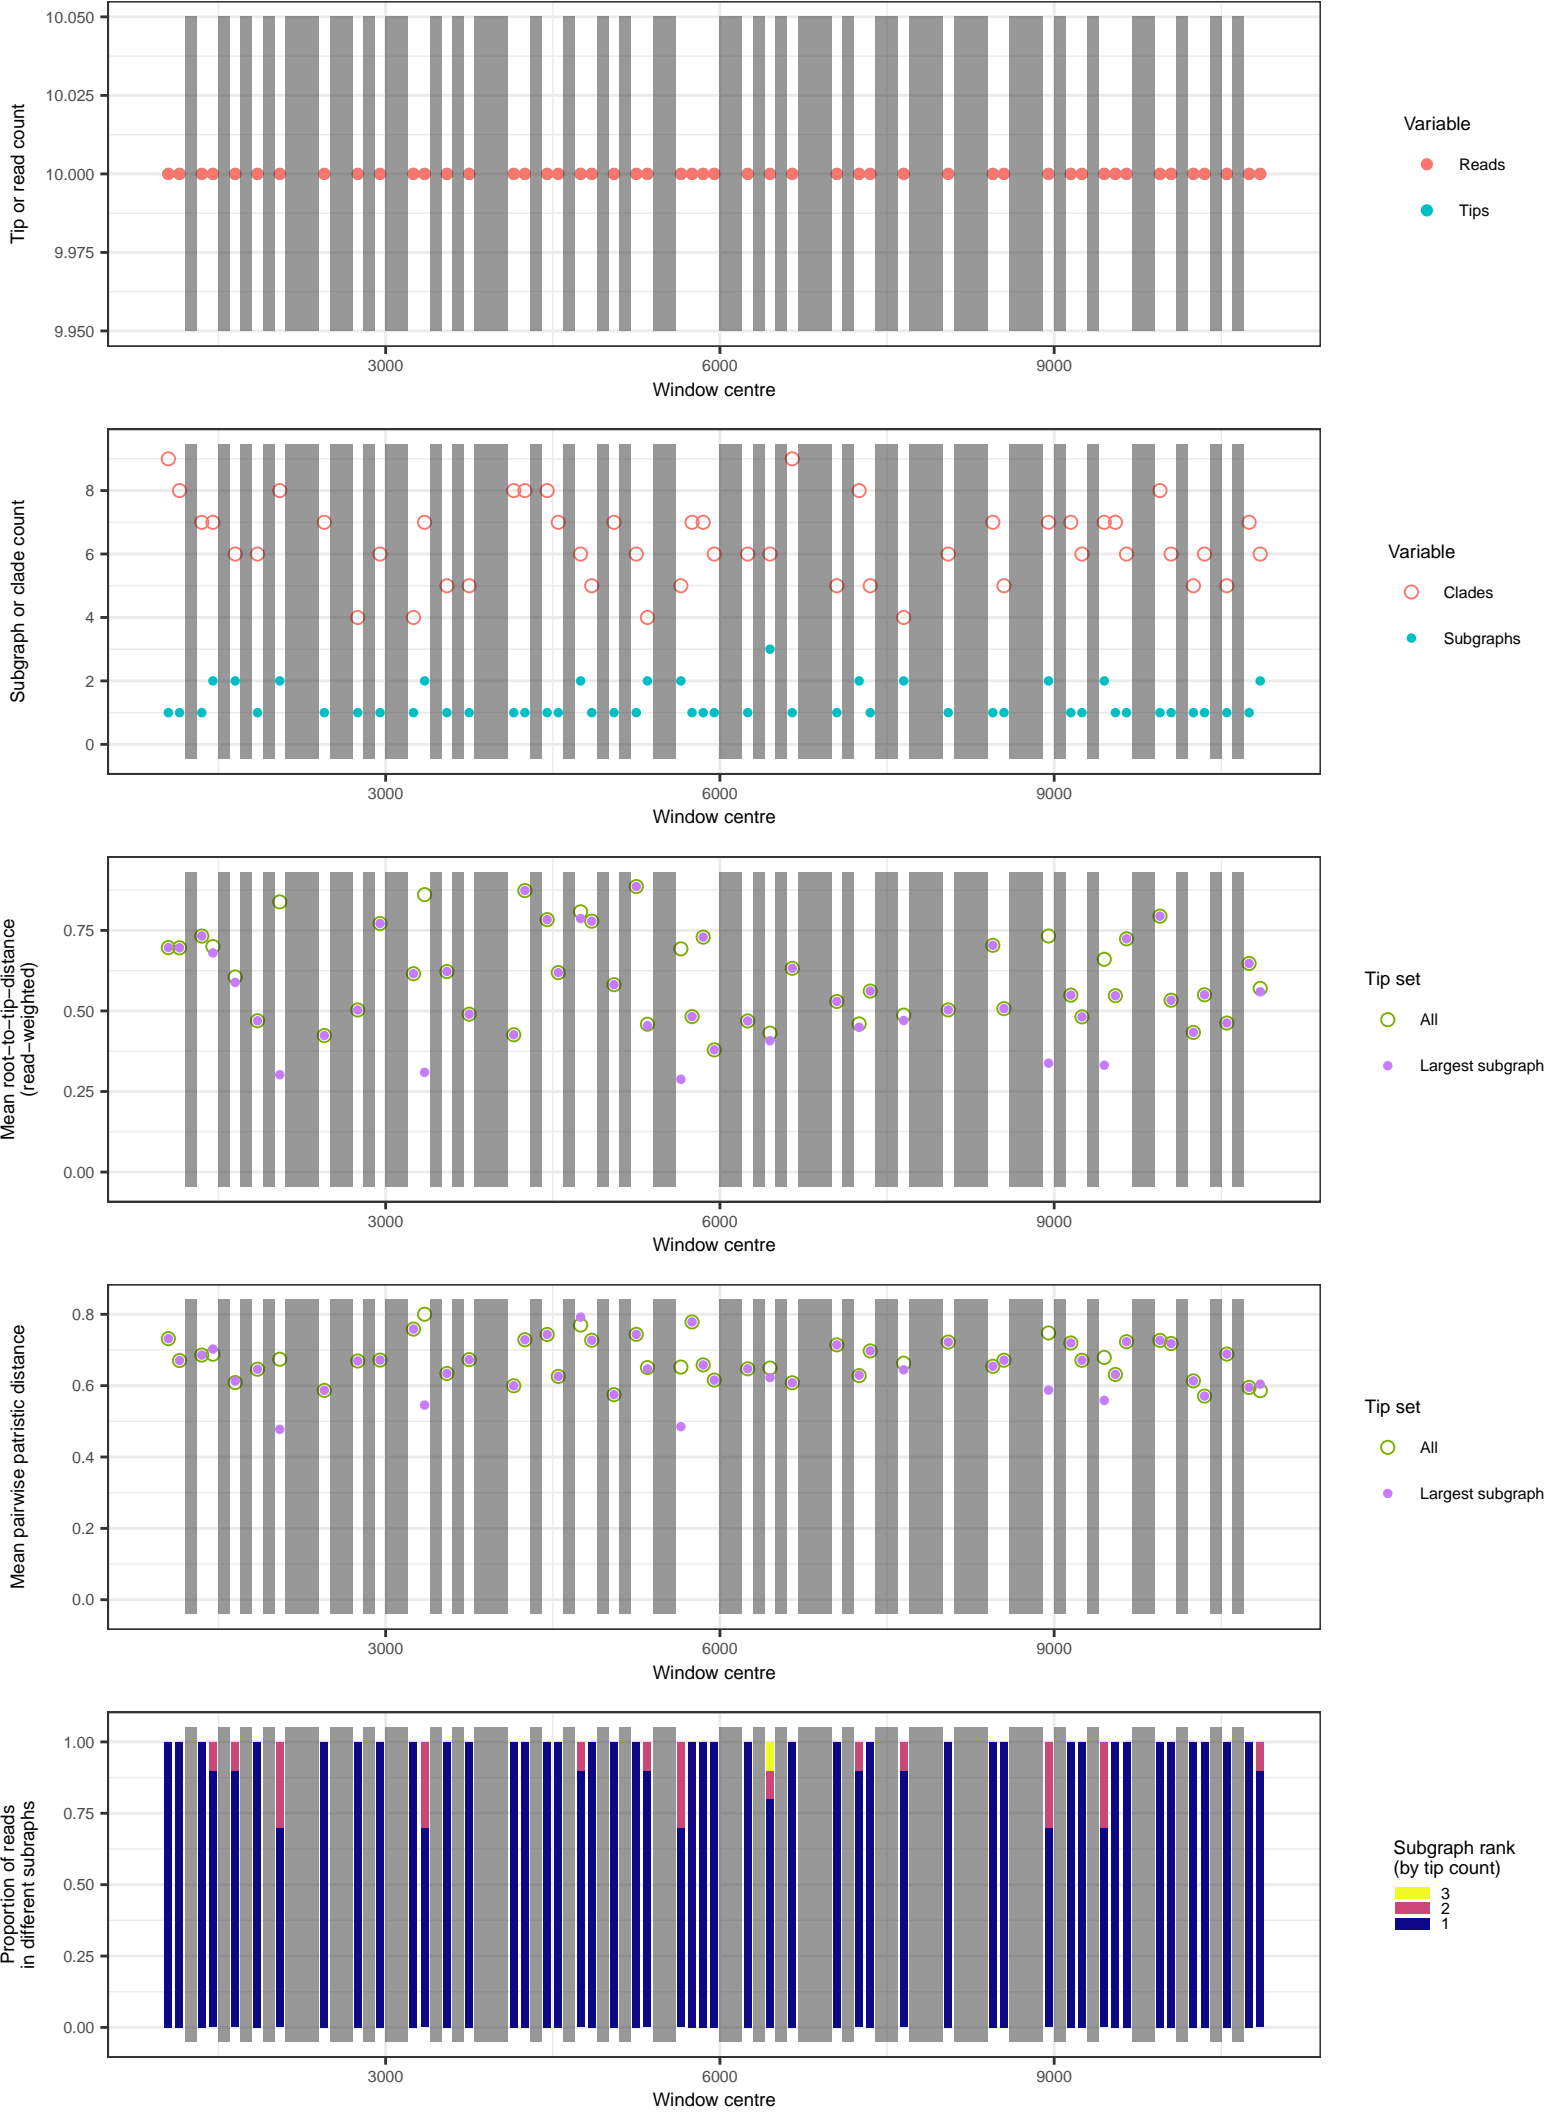 10.050
10.025
10.000
9.975
9.950
Tip or read count
3000
6000
9000
Window centre
Variable
Reads
Tips
8
6
4
2
0
Subgraph or clade count
3000
6000
9000
Window centre
Variable
Clades
Subgraphs
0.75
0.50
0.25
0.00
Mean root−to−tip−distance
(read−weighted)
3000
6000
9000
Window centre
Tip set
All
Largest subgraph
0.8
0.6
0.4
0.2
0.0
Mean pairwise patristic distance
3000
6000
9000
Window centre
Tip set
All
Largest subgraph
1.00
0.75
0.50
0.25
0.00
Proportion of reads
in different subraphs
3000
6000
9000
Window centre
Subgraph rank
(by tip count)
3
2
1